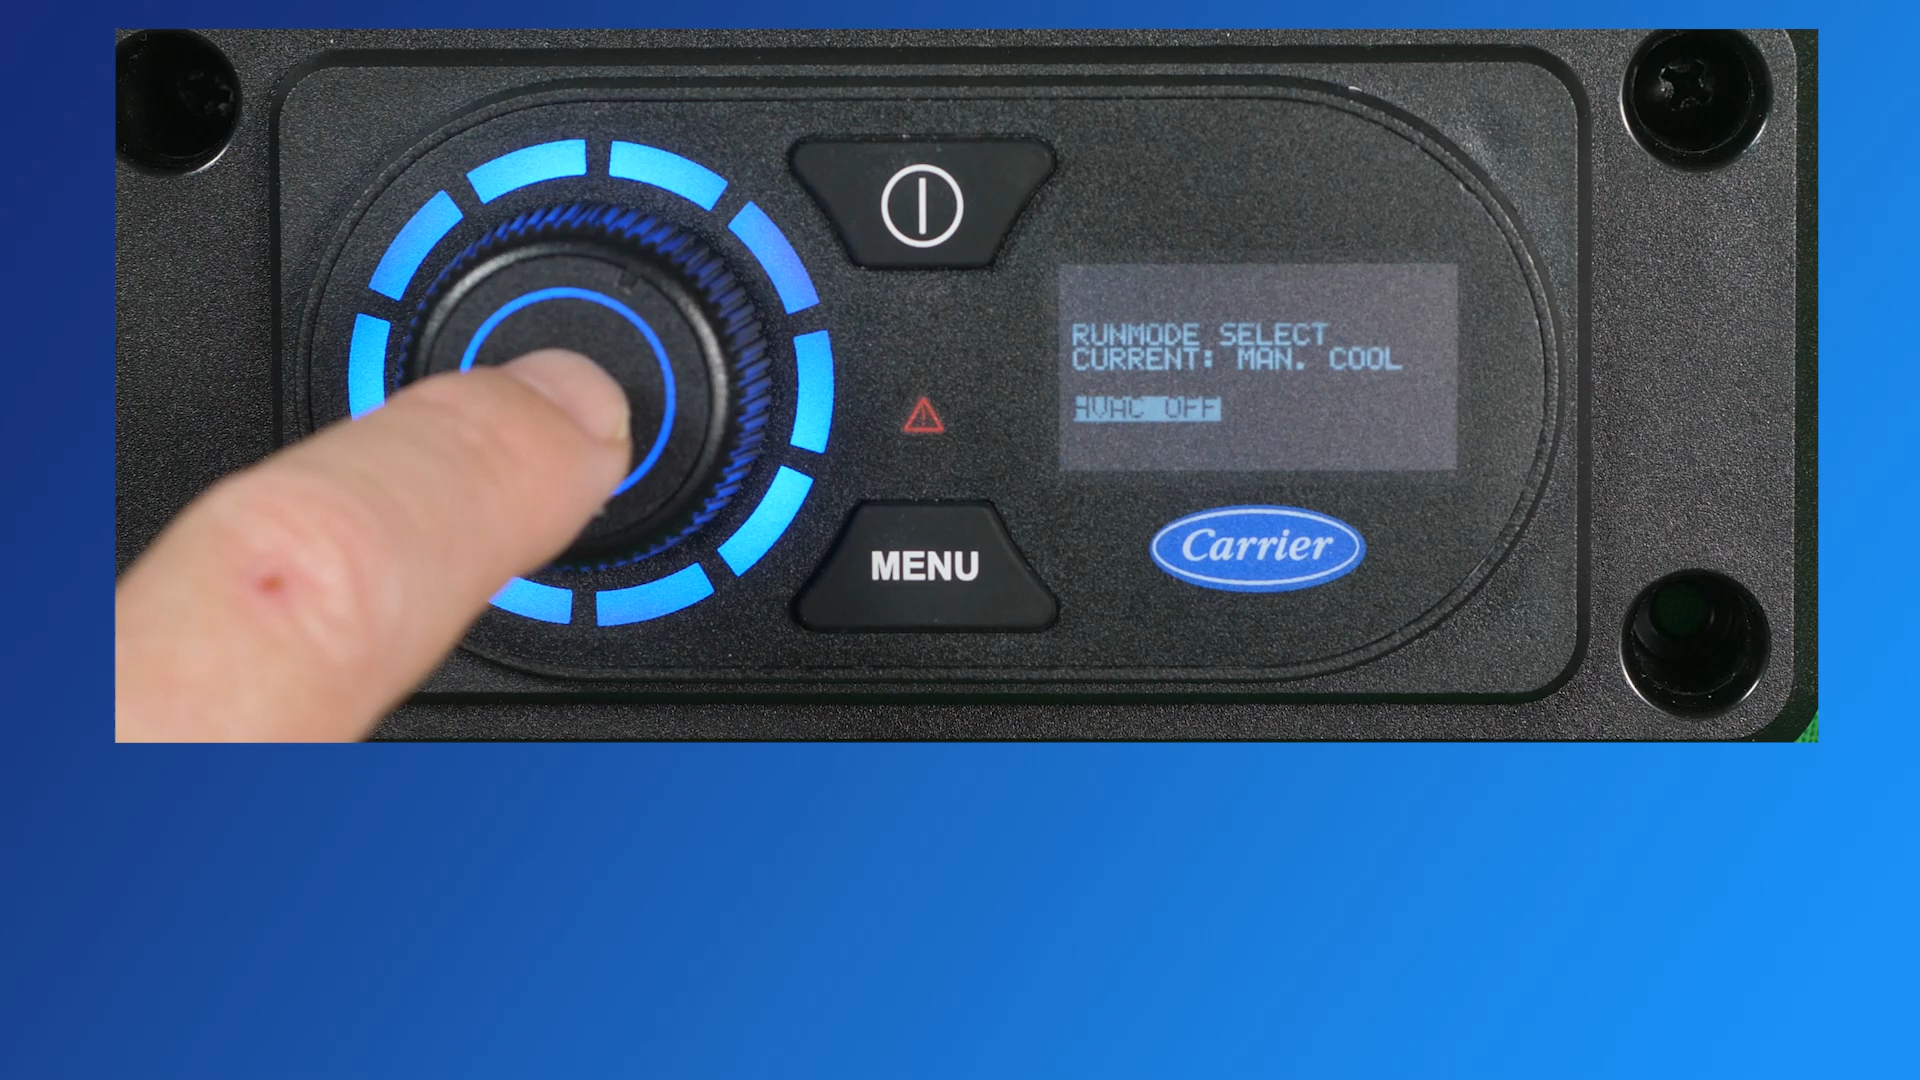 RUNMODE SELECT
CURRENT: MAN. COOL
HVAC OFF
MENU
Carrier